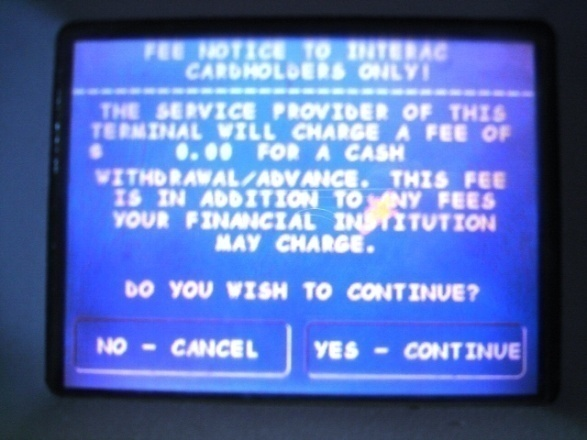 FEE NOTICE TO INTERAC
CARDHOLDERS ONLY!
THE SERVICE PROVIDER OF THIS
TERMINAL WILL CHARGE A FEE OF
$ 0.00 FOR A CASH
WITHDRAWAL/ADVANCE. THIS FEE
IS IN ADDITION TO ANY FEES
YOUR FINANCIAL INSTITUTION
MAY CHARGE.
DO YOU WISH TO CONTINUE?
NO - CANCEL YES - CONTINUE